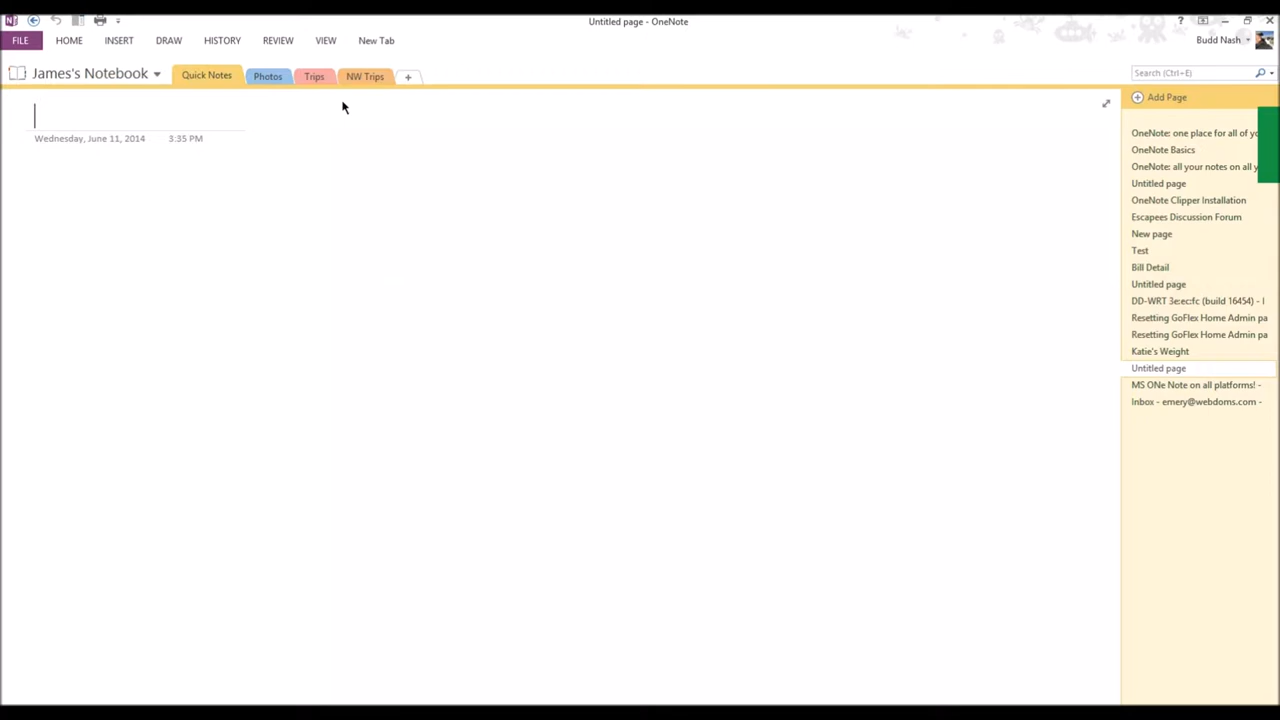 Untitled page - OneNote
FILE HOME INSERT DRAW HISTORY REVIEW VIEW New Tab
Budd Nash
James's Notebook
Quick Notes Photos Trips NW Trips +
Search (Ctrl+E)
Add Page
Wednesday, June 11, 2014 3:35 PM
OneNote: one place for all of yo
OneNote Basics
OneNote: all your notes on all y
Untitled page
OneNote Clipper Installation
Escapees Discussion Forum
New page
Test
Bill Detail
Untitled page
DD-WRT 3e:ec:fc (build 16454) - I
Resetting GoFlex Home Admin pa
Resetting GoFlex Home Admin pa
Katie's Weight
Untitled page
MS ONe Note on all platforms! -
Inbox - emery@webdoms.com -